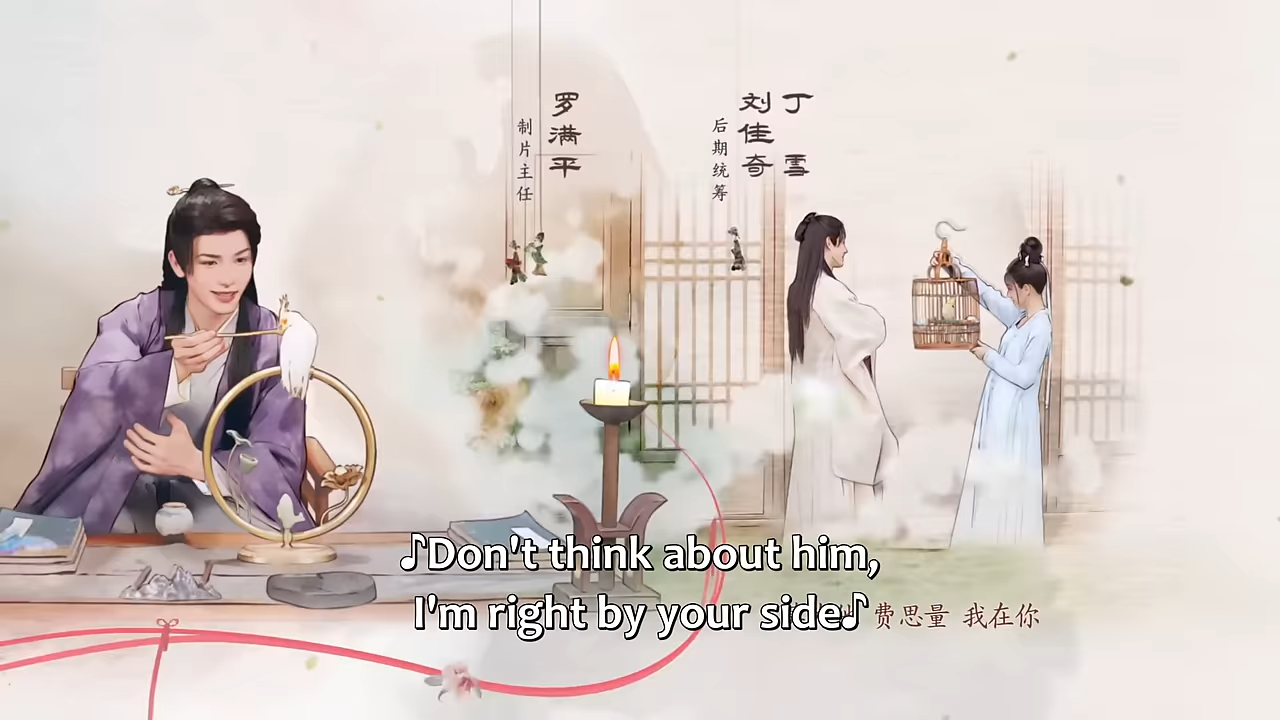 制片主任
罗满平
后期统筹
刘佳奇
丁雪
♪Don't think about him,
I'm right by your side♪
费思量 我在你